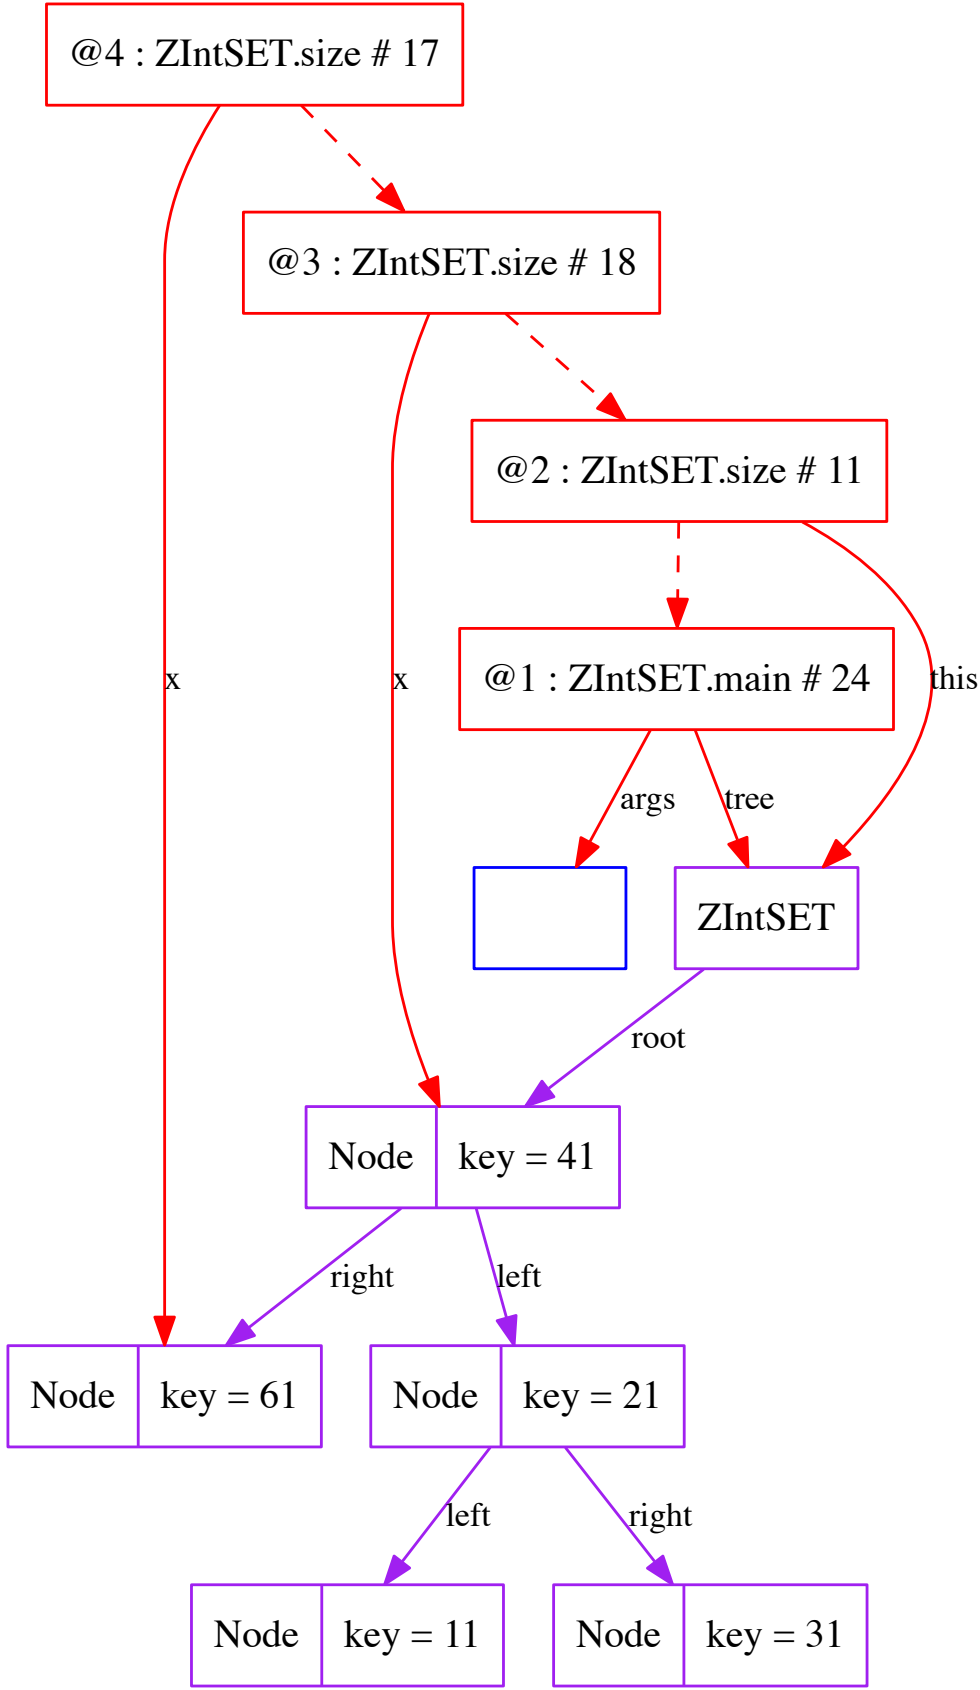 @4 : ZIntSET.size # 17
@3 : ZIntSET.size # 18
@2 : ZIntSET.size # 11
x
x
@1 : ZIntSET.main # 24
this
args
tree
ZIntSET
root
Node
key = 41
right
left
Node
key = 61
Node
key = 21
left
right
Node
key = 11
Node
key = 31